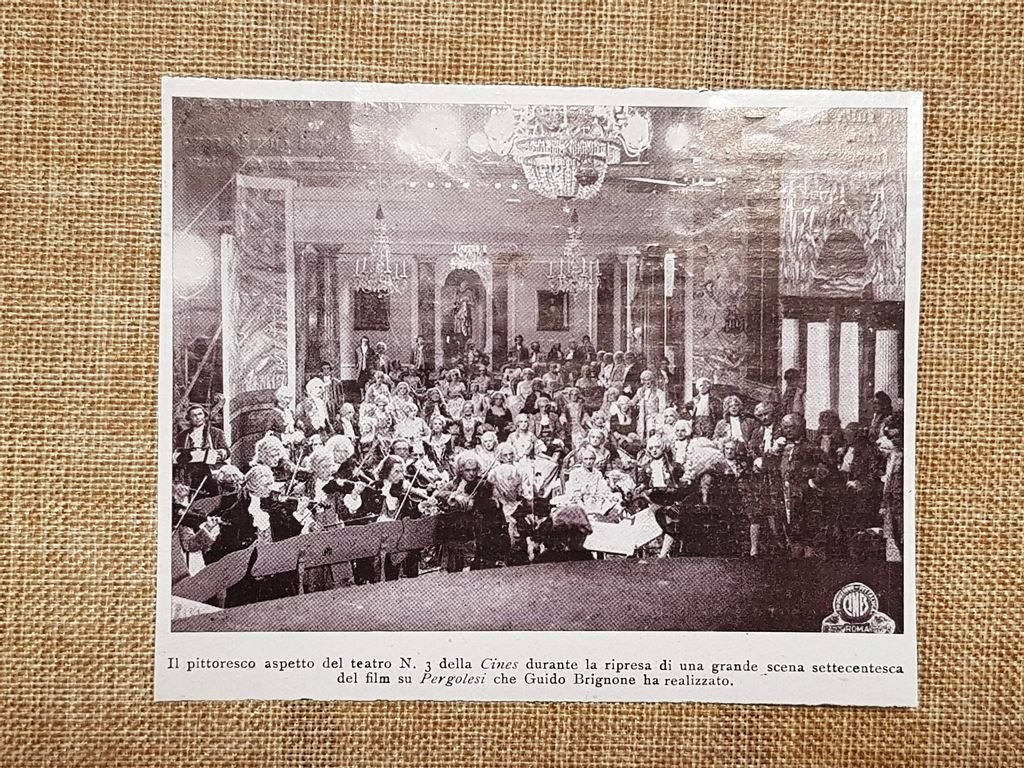 CINES
ROMA
Il pittoresco aspetto del teatro N. 3 della Cines durante la ripresa di una grande scena settecentesca
del film su Pergolesi che Guido Brignone ha realizzato.